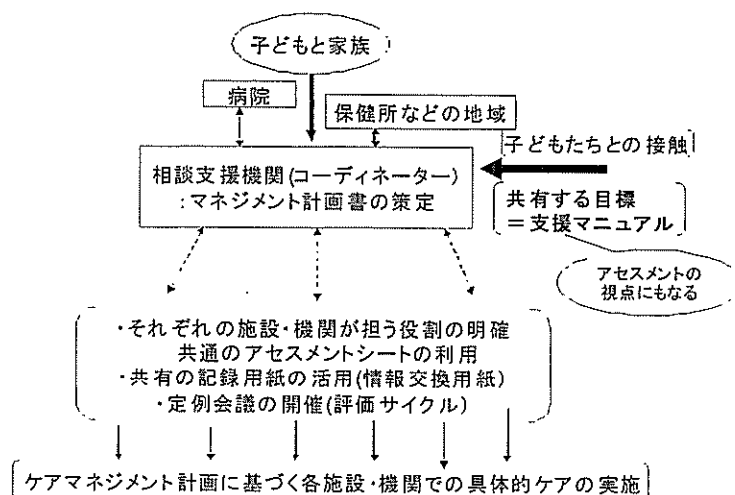 子どもと家族
病院
保健所などの地域
子どもたちとの接触
相談支援機関(コーディネーター)
:マネジメント計画書の策定
共有する目標
=支援マニュアル
アセスメントの
視点にもなる
・それぞれの施設・機関が担う役割の明確
共通のアセスメントシートの利用
・共有の記録用紙の活用(情報交換用紙)
・定例会議の開催(評価サイクル)
ケアマネジメント計画に基づく各施設・機関での具体的ケアの実施